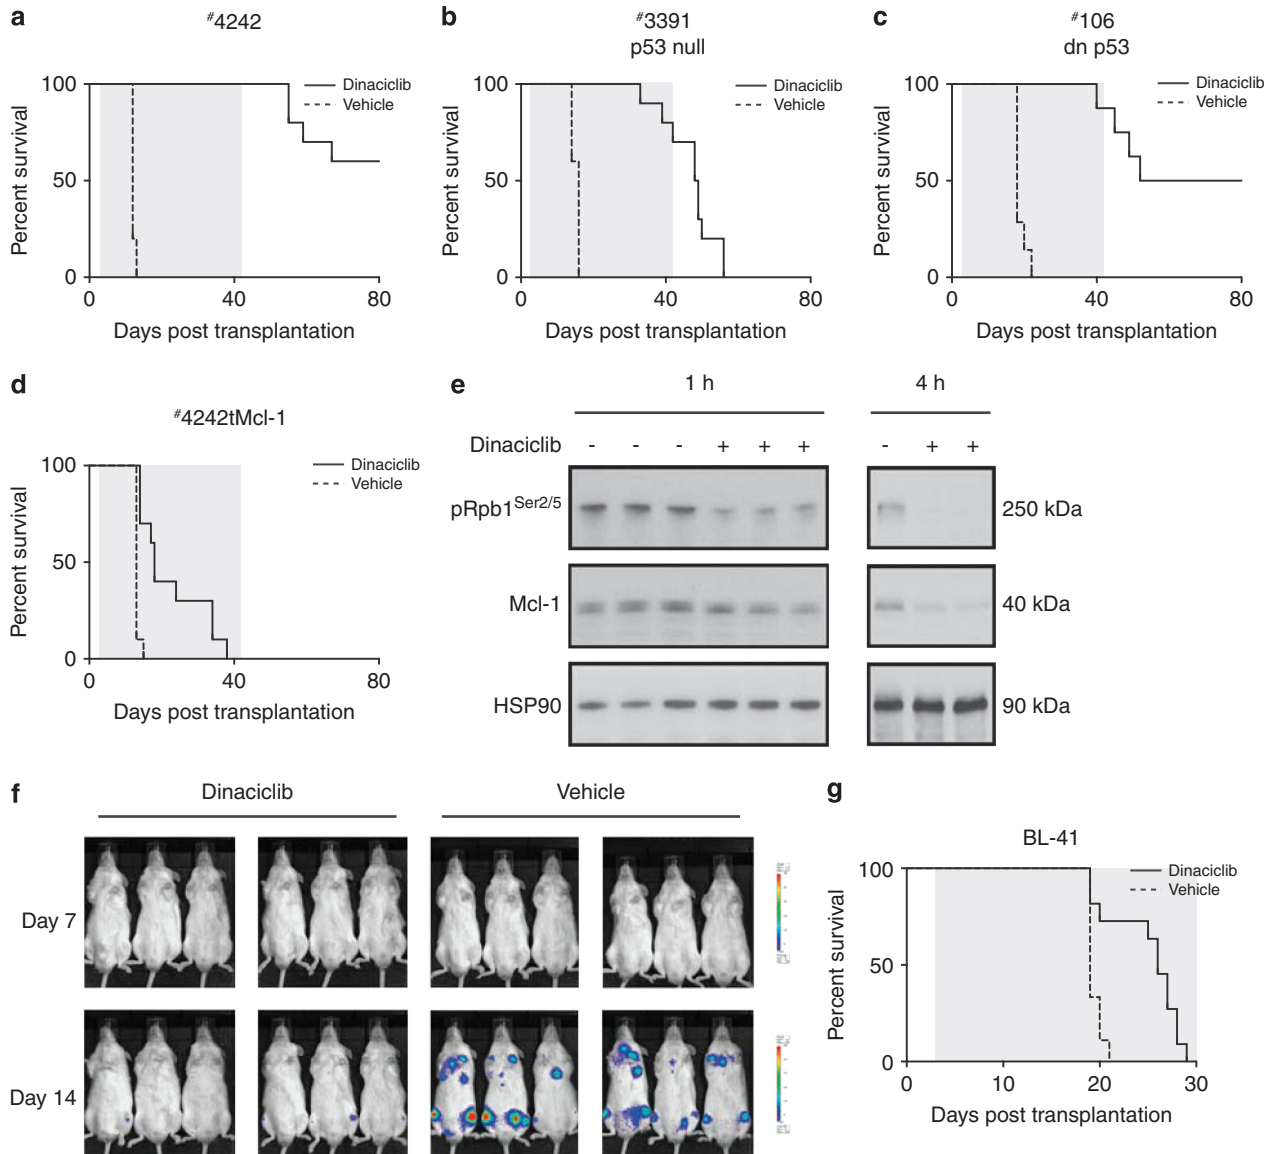 a
#4242
100
50
0
Percent survival
Dinaciclib
Vehicle
0 40 80
Days post transplantation
b
#3391
p53 null
100
50
0
Percent survival
Dinaciclib
Vehicle
0 40 80
Days post transplantation
c
#106
dn p53
100
50
0
Percent survival
Dinaciclib
Vehicle
0 40 80
Days post transplantation
d
#4242tMcl-1
100
50
0
Percent survival
Dinaciclib
Vehicle
0 40 80
Days post transplantation
e
1 h 4 h
Dinaciclib - - - + + + - + +
pRpb1Ser2/5 250 kDa
Mcl-1 40 kDa
HSP90 90 kDa
f
Dinaciclib Vehicle
Day 7
Day 14
g
BL-41
100
50
0
Percent survival
Dinaciclib
Vehicle
0 10 20 30
Days post transplantation